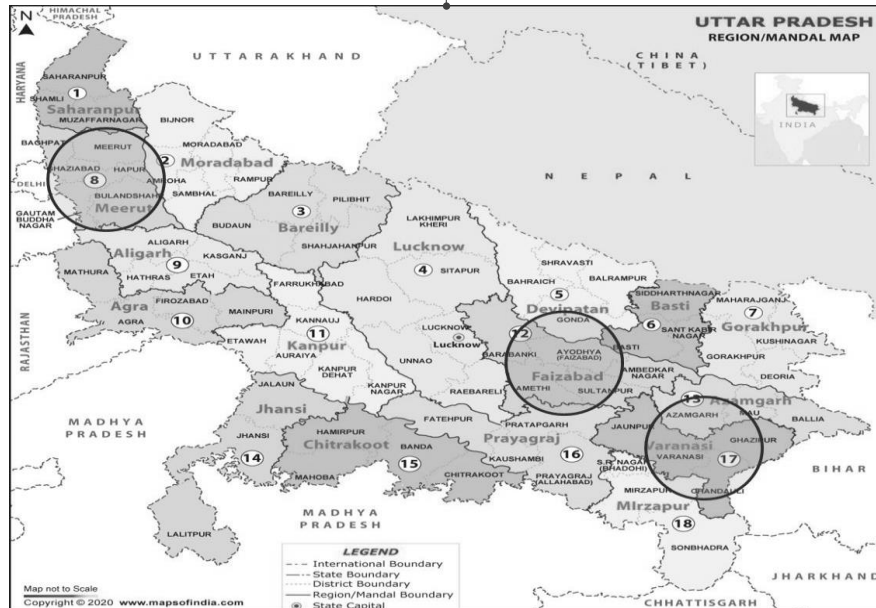 N
HIMACHAL
PRADESH
UTTAR PRADESH
REGION/MANDAL MAP
UTTARAKHAND
CHINA
(TIBET)
INDIA
HARYANA
SAHARANPUR
1
SHAMLI
Saharanpur
MUZAFFARNAGAR
BIJNOR
BAGHPAT
MEERUT
MORADABAD
2
Moradabad
GHAZIABAD
HAPUR
8
AMROHA
RAMPUR
DELHI
SAMBHAL
BULANDSHAH
Meerut
GAUTAM
BUDDHA
NAGAR
BAREILLY
PILIBHIT
3
BUDAUN
Bareilly
SHAHJAHANPUR
NEPAL
LAKHIMPUR
KHERI
Lucknow
4
SITAPUR
HARDOI
LUCKNOW
Lucknow
UNNAO
RAEBARELI
ALIGARH
Aligarh
KASGANJ
9
HATHRAS
ETAH
MATHURA
FARRUKHABAD
Agra
FIROZABAD
MAINPURI
AGRA
10
RAJASTHAN
KANNAUJ
11
ETAWAH
Kanpur
AURAIYA
KANPUR
DEHAT
KANPUR
NAGAR
SHRAVASTI
BAHRAICH
BALRAMPUR
5
Devipatan
GONDA
SIDDHARTHNAGAR
Basti
6
SANT KABIR
NAGAR
BASTI
MAHARAJGANJ
7
Gorakhpur
KUSHINAGAR
GORAKHPUR
DEORIA
12
BARABANKI
AYODHYA
(FAIZABAD)
Faizabad
AMBEDKAR
NAGAR
AMETHI
SULTANPUR
13
Azamgarh
AZAMGARH
MAU
BALLIA
JALAUN
Jhansi
JHANSI
14
LALITPUR
HAMIRPUR
Chitrakoot
BANDA
MAHOBA
15
CHITRAKOOT
FATEHPUR
PRATAPGARH
Prayagraj
KAUSHAMBI
16
PRAYAGRAJ
(ALLAHABAD)
JAUNPUR
Varanasi
GHAZIPUR
VARANASI
17
S.R. NAGAR
(BHADOHI)
CHANDAULI
MIRZAPUR
Mirzapur
18
SONBHADRA
BIHAR
MADHYA
PRADESH
MADHYA
PRADESH
JHARKHAND
CHHATTISGARH
LEGEND
International Boundary
State Boundary
District Boundary
Region/Mandal Boundary
State Capital
Map not to Scale
Copyright © 2020 www.mapsofindia.com